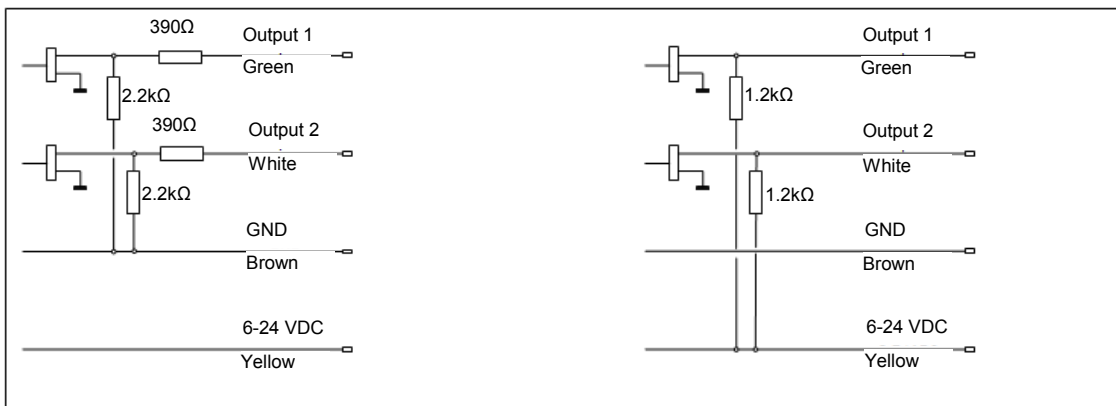 390Ω
Output 1
Green
2.2kΩ
390Ω
Output 2
White
2.2kΩ
GND
Brown
6-24 VDC
Yellow
Output 1
Green
1.2kΩ
Output 2
White
1.2kΩ
GND
Brown
6-24 VDC
Yellow